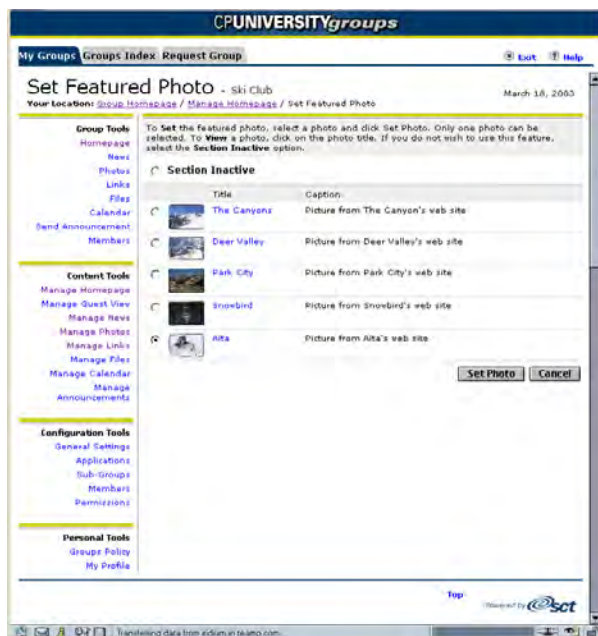 CPUNIVERSITYgroups
My Groups Groups Index Request Group Exit Help
Set Featured Photo - Ski Club March 18, 2003
Your Location: Group Homepage / Manage Homepage / Set Featured Photo
Group Tools
Homepage
News
Photos
Links
Files
Calendar
Send Announcement
Members
Content Tools
Manage Homepage
Manage Guest View
Manage News
Manage Photos
Manage Links
Manage Files
Manage Calendar
Manage
Announcements
Configuration Tools
General Settings
Applications
Sub-Groups
Members
Permissions
Personal Tools
Groups Policy
My Profile
To Set the featured photo, select a photo and click Set Photo. Only one photo can be
selected. To View a photo, click on the photo title. If you do not wish to use this feature,
select the Section Inactive option.
Section Inactive
Title Caption
The Canyons Picture from The Canyon's web site
Deer Valley Picture from Deer Valley's web site
Park City Picture from Park City's web site
Snowbird Picture from Snowbird's web site
Alta Picture from Alta's web site
Set Photo Cancel
Top
Powered by sct
Transferring data from